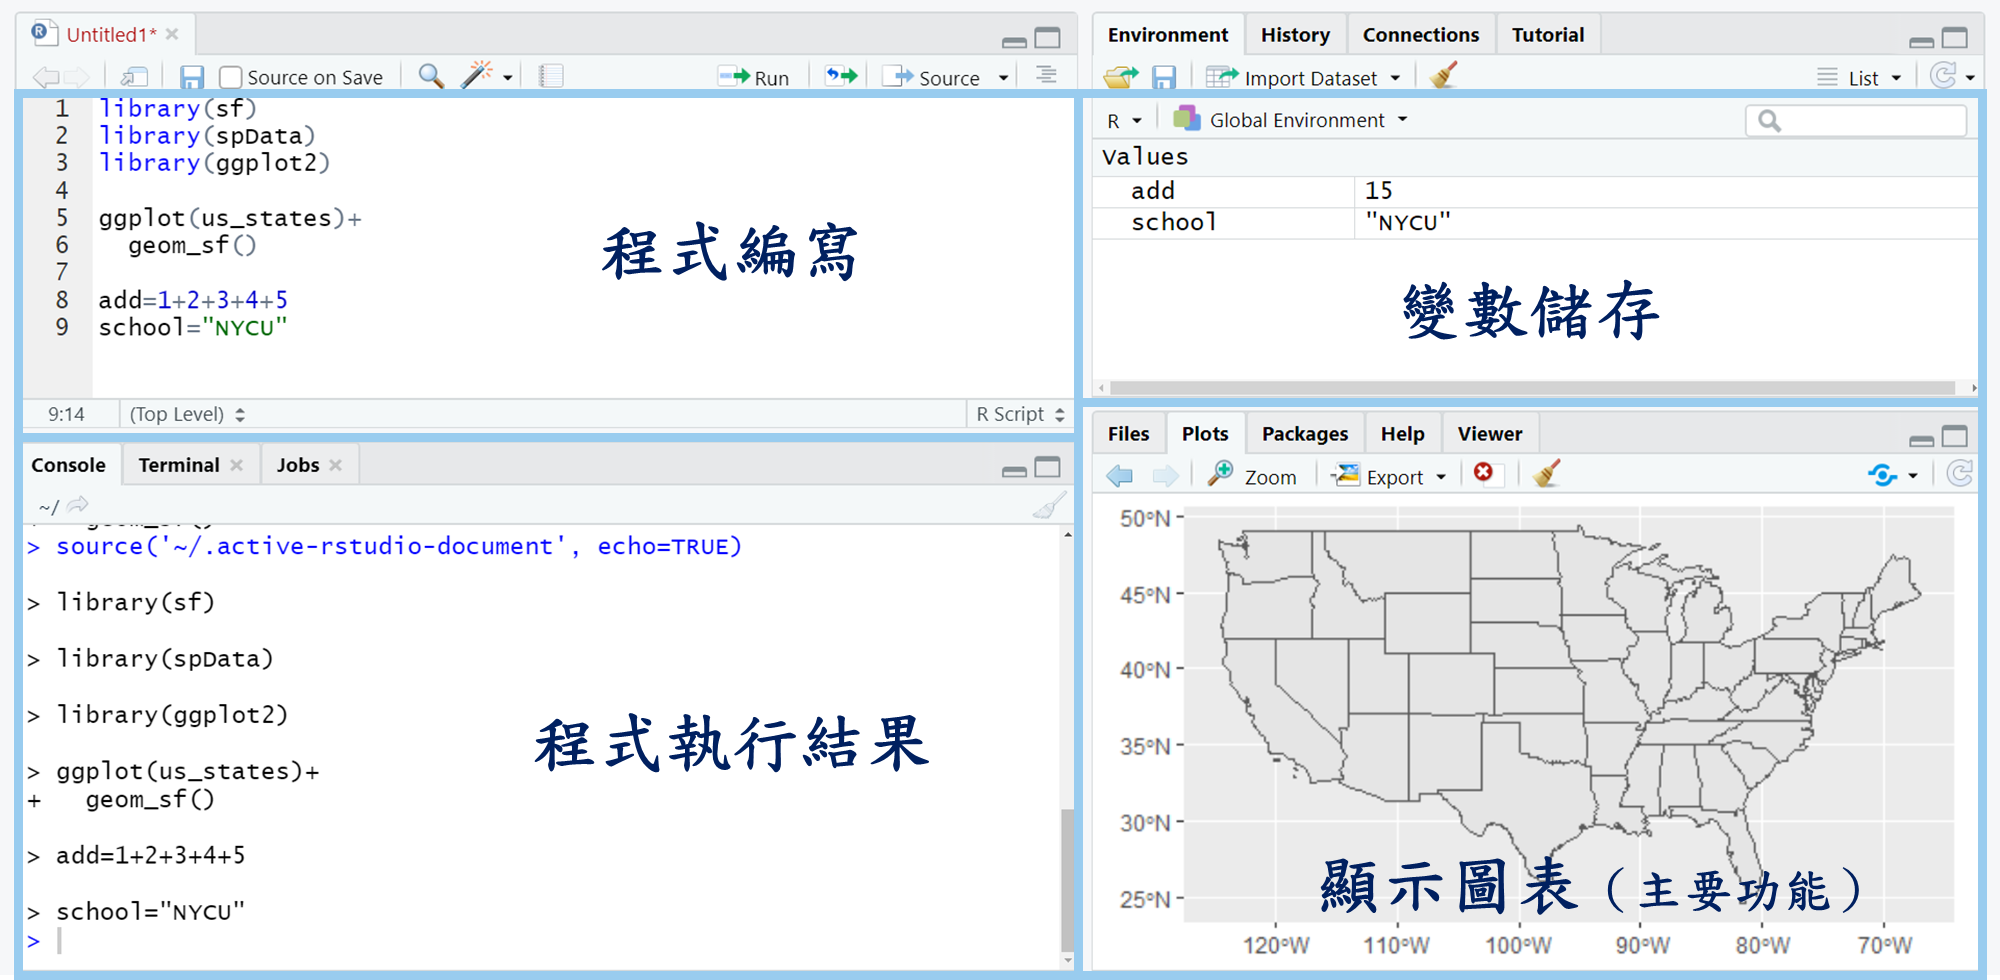 Untitled1*
Source on Save
Run
Source
1 library(sf)
2 library(spData)
3 library(ggplot2)
4
5 ggplot(us_states)+
6   geom_sf()
7
8 add=1+2+3+4+5
9 school="NYCU"
程式編寫
9:14
(Top Level)
R Script
Console
Terminal
Jobs
~/
> source('~/.active-rstudio-document', echo=TRUE)
> library(sf)
> library(spData)
> library(ggplot2)
> ggplot(us_states)+
+   geom_sf()
> add=1+2+3+4+5
> school="NYCU"
>
程式執行結果
Environment
History
Connections
Tutorial
Import Dataset
List
R
Global Environment
Values
add 15
school "NYCU"
變數儲存
Files
Plots
Packages
Help
Viewer
Zoom
Export
50°N
45°N
40°N
35°N
30°N
25°N
120°W 110°W 100°W 90°W 80°W 70°W
顯示圖表（主要功能）